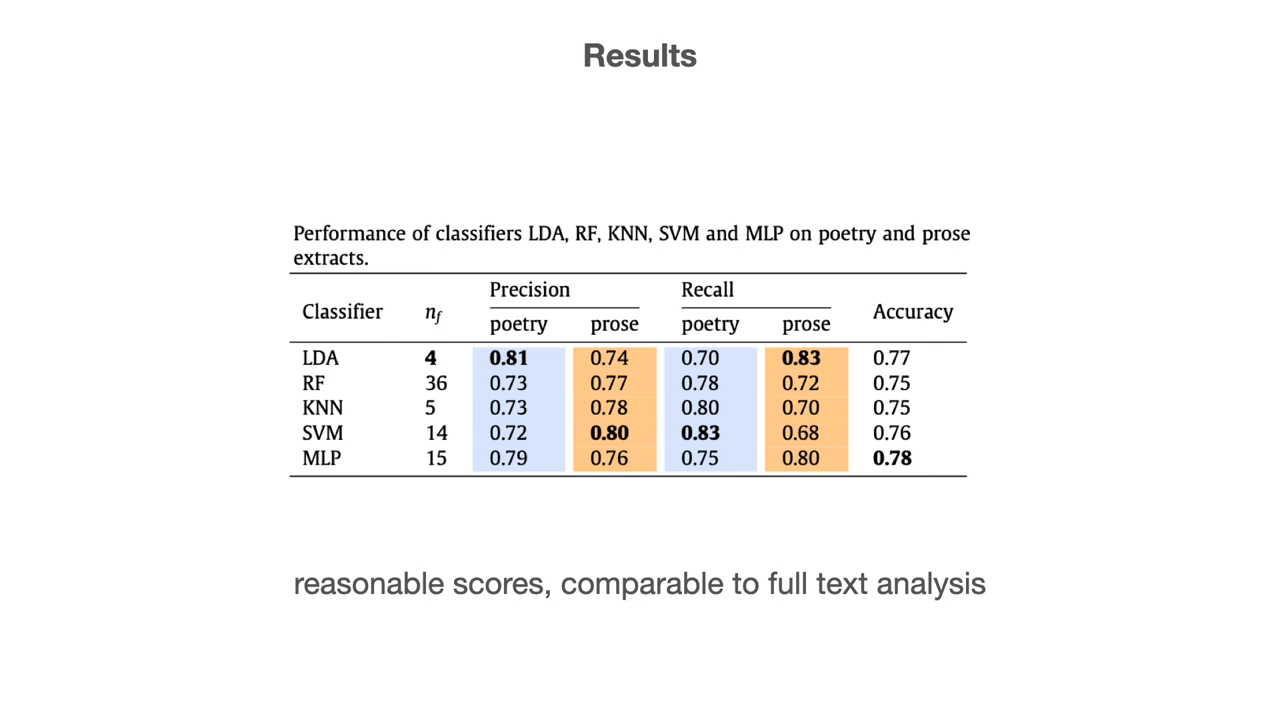 Results
Performance of classifiers LDA, RF, KNN, SVM and MLP on poetry and prose
extracts.
Classifier n_f Precision Recall Accuracy
poetry prose poetry prose
LDA 4 0.81 0.74 0.70 0.83 0.77
RF 36 0.73 0.77 0.78 0.72 0.75
KNN 5 0.73 0.78 0.80 0.70 0.75
SVM 14 0.72 0.80 0.83 0.68 0.76
MLP 15 0.79 0.76 0.75 0.80 0.78
reasonable scores, comparable to full text analysis